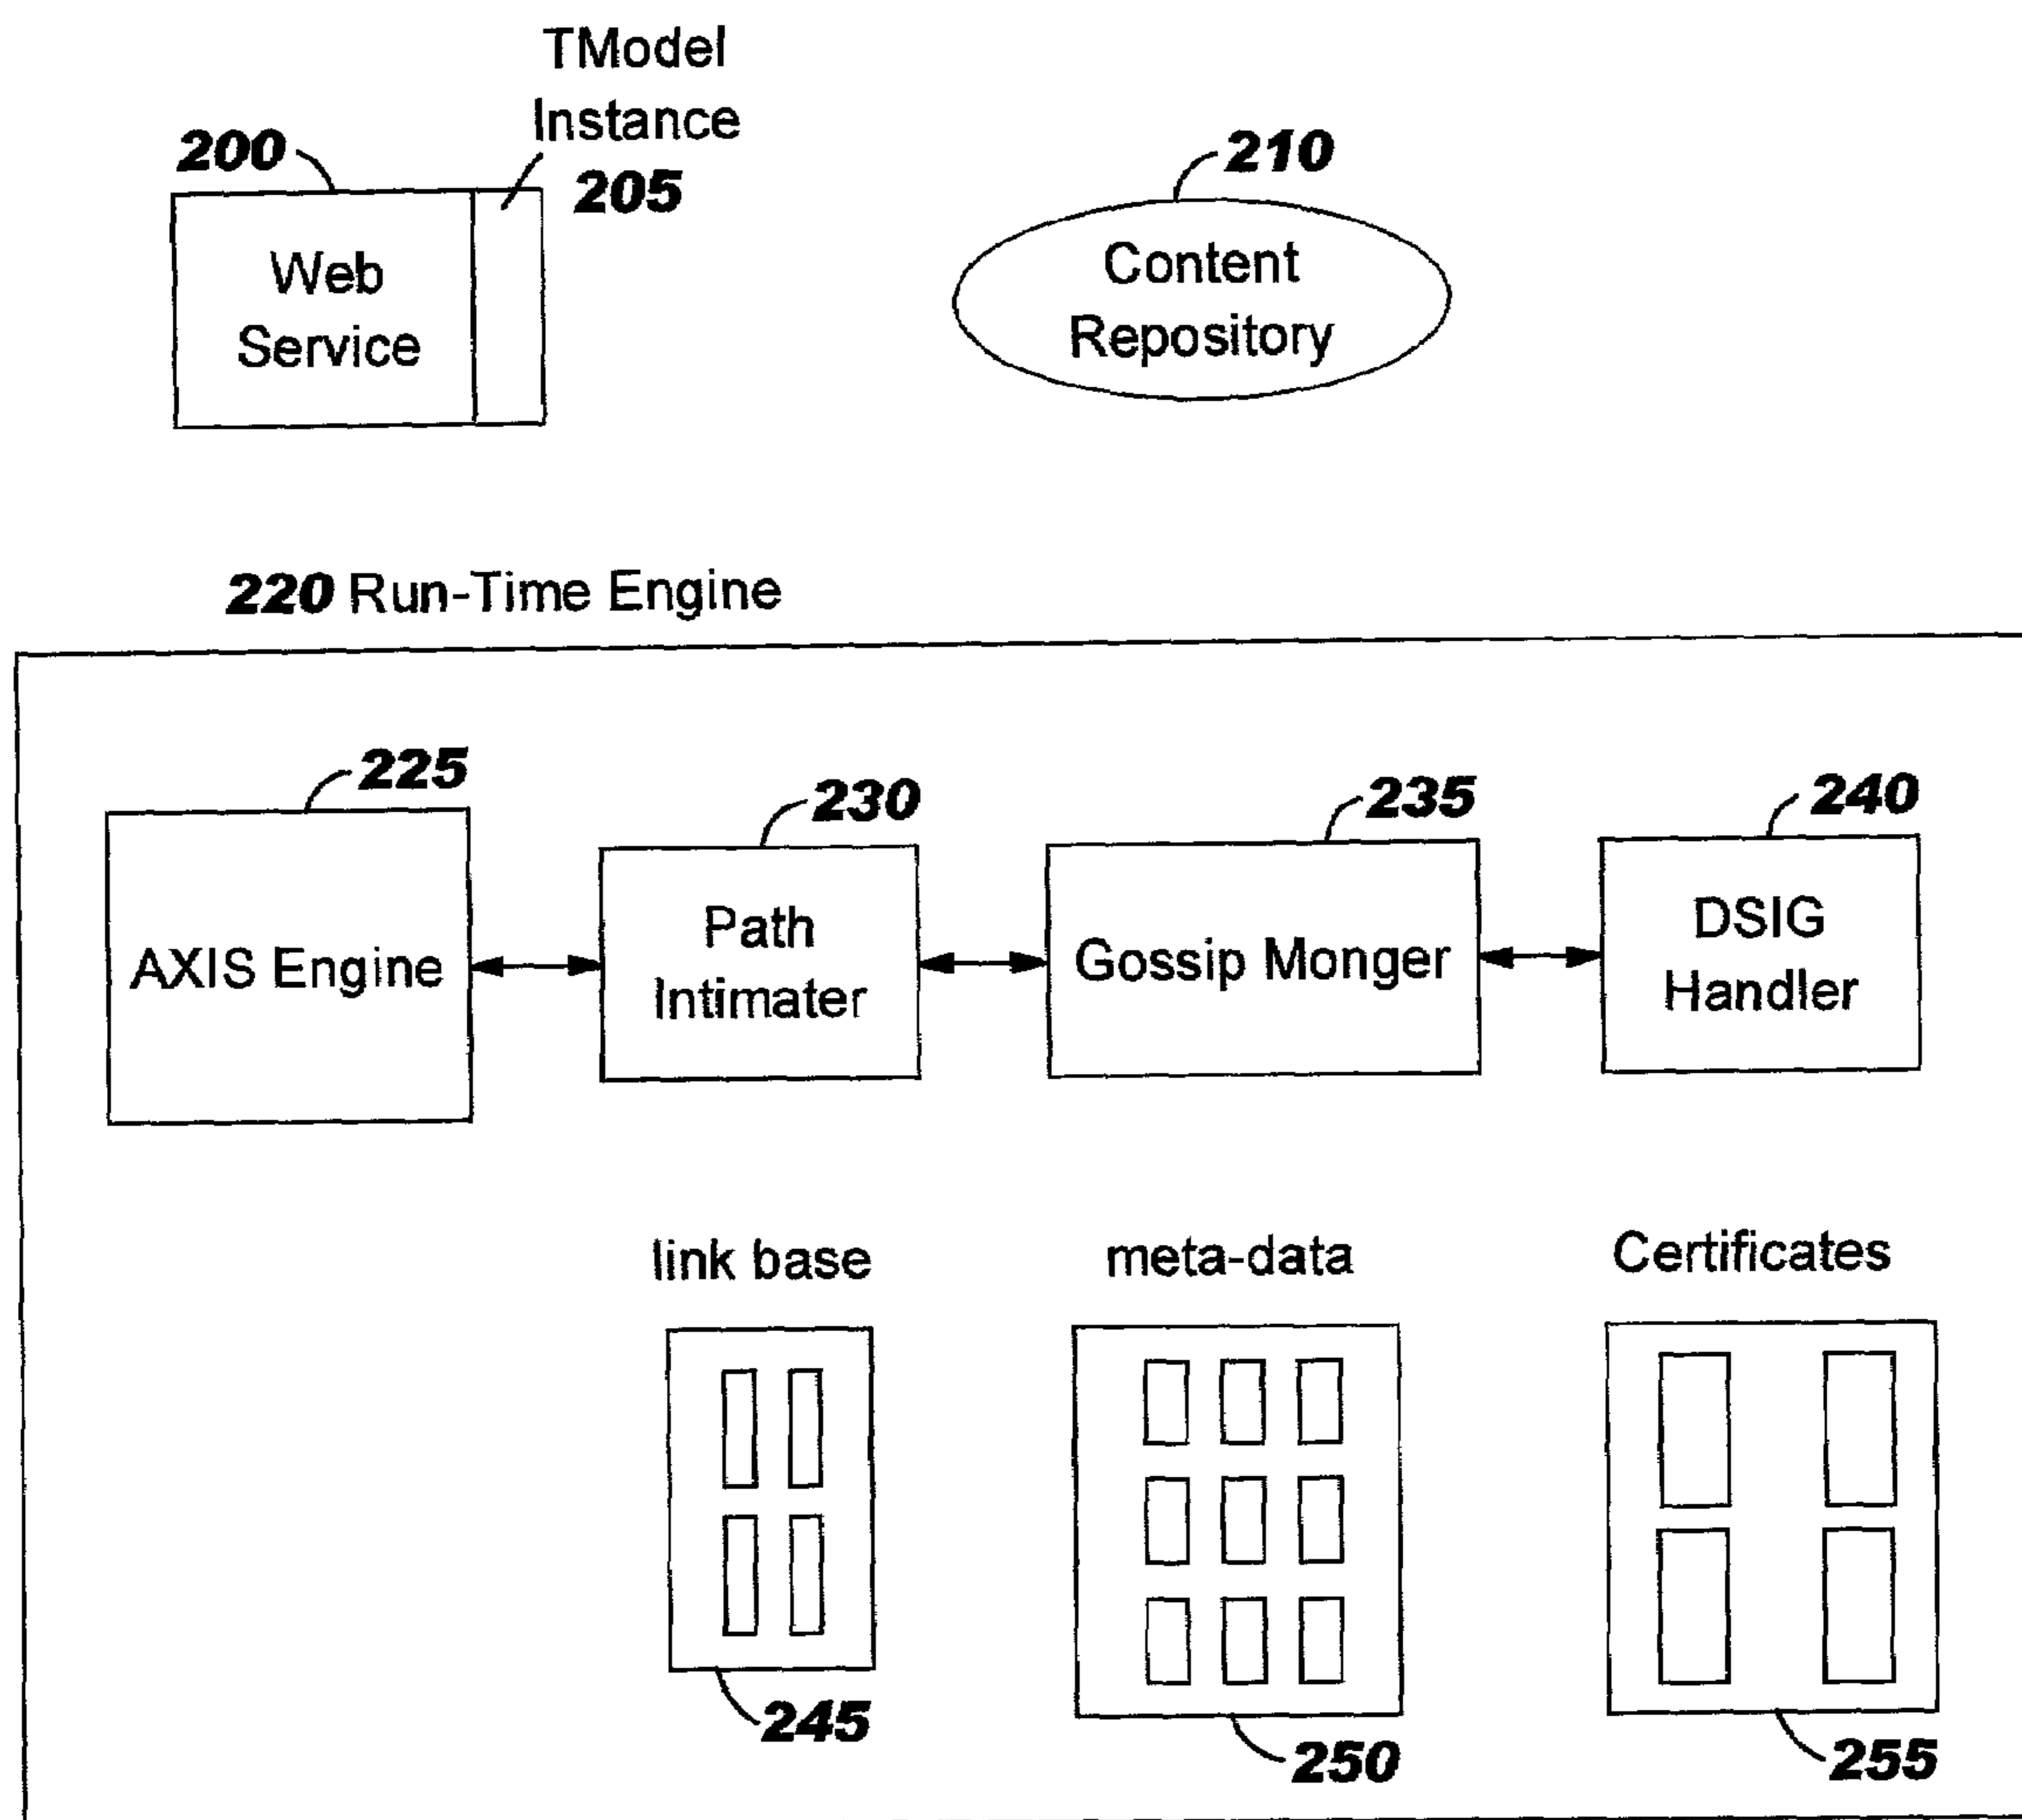 TModel
Instance
200
205
210
Web
Service
Content
Repository
220 Run-Time Engine
225
230
235
240
AXIS Engine
Path
Intimater
Gossip Monger
DSIG
Handler
link base
meta-data
Certificates
245
250
255